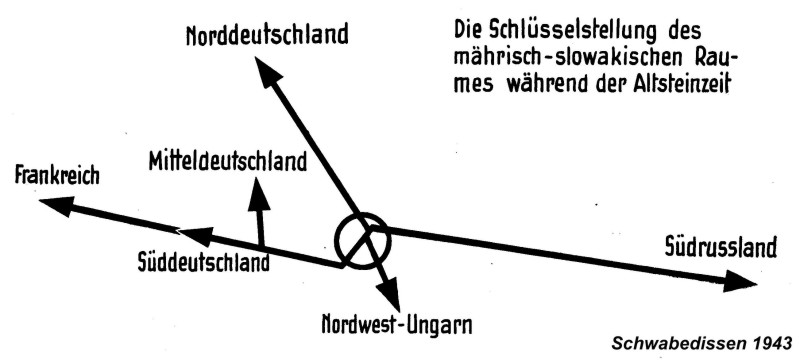 Norddeutschland
Die Schlüsselstellung des
mährisch-slowakischen Rau-
mes während der Altsteinzeit
Mitteldeutschland
Frankreich
Süddeutschland
Südrussland
Nordwest-Ungarn
Schwabedissen 1943